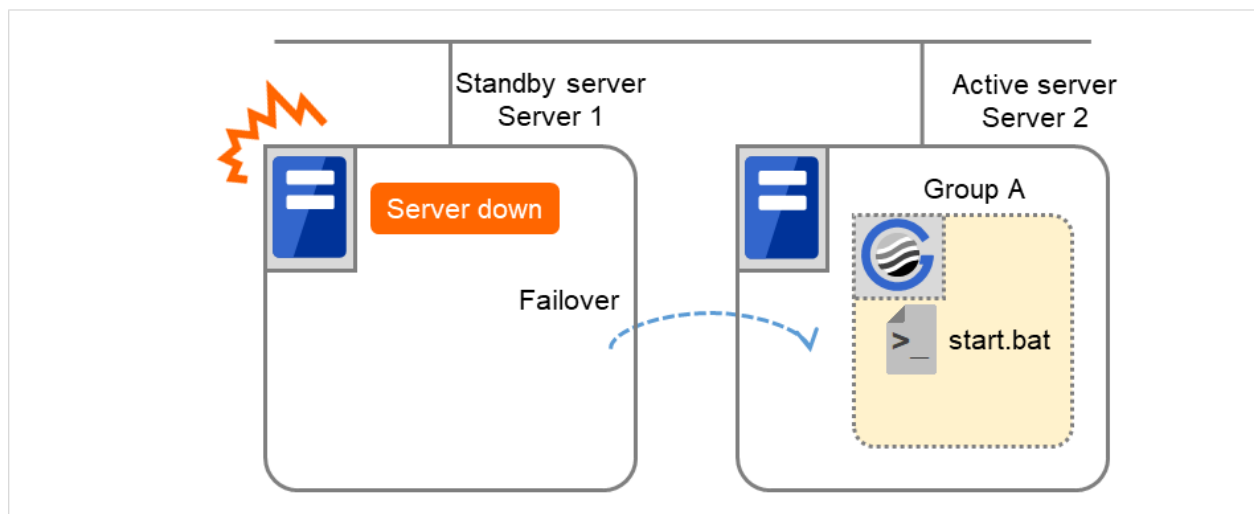 Standby server
Server 1
Active server
Server 2
Server down
Group A
Failover
>_
start.bat